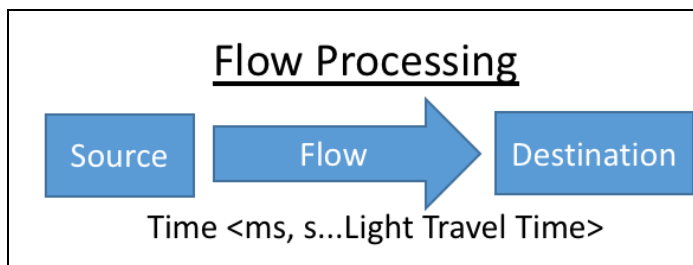 Flow Processing
Source Flow Destination
Time <ms, s...Light Travel Time>